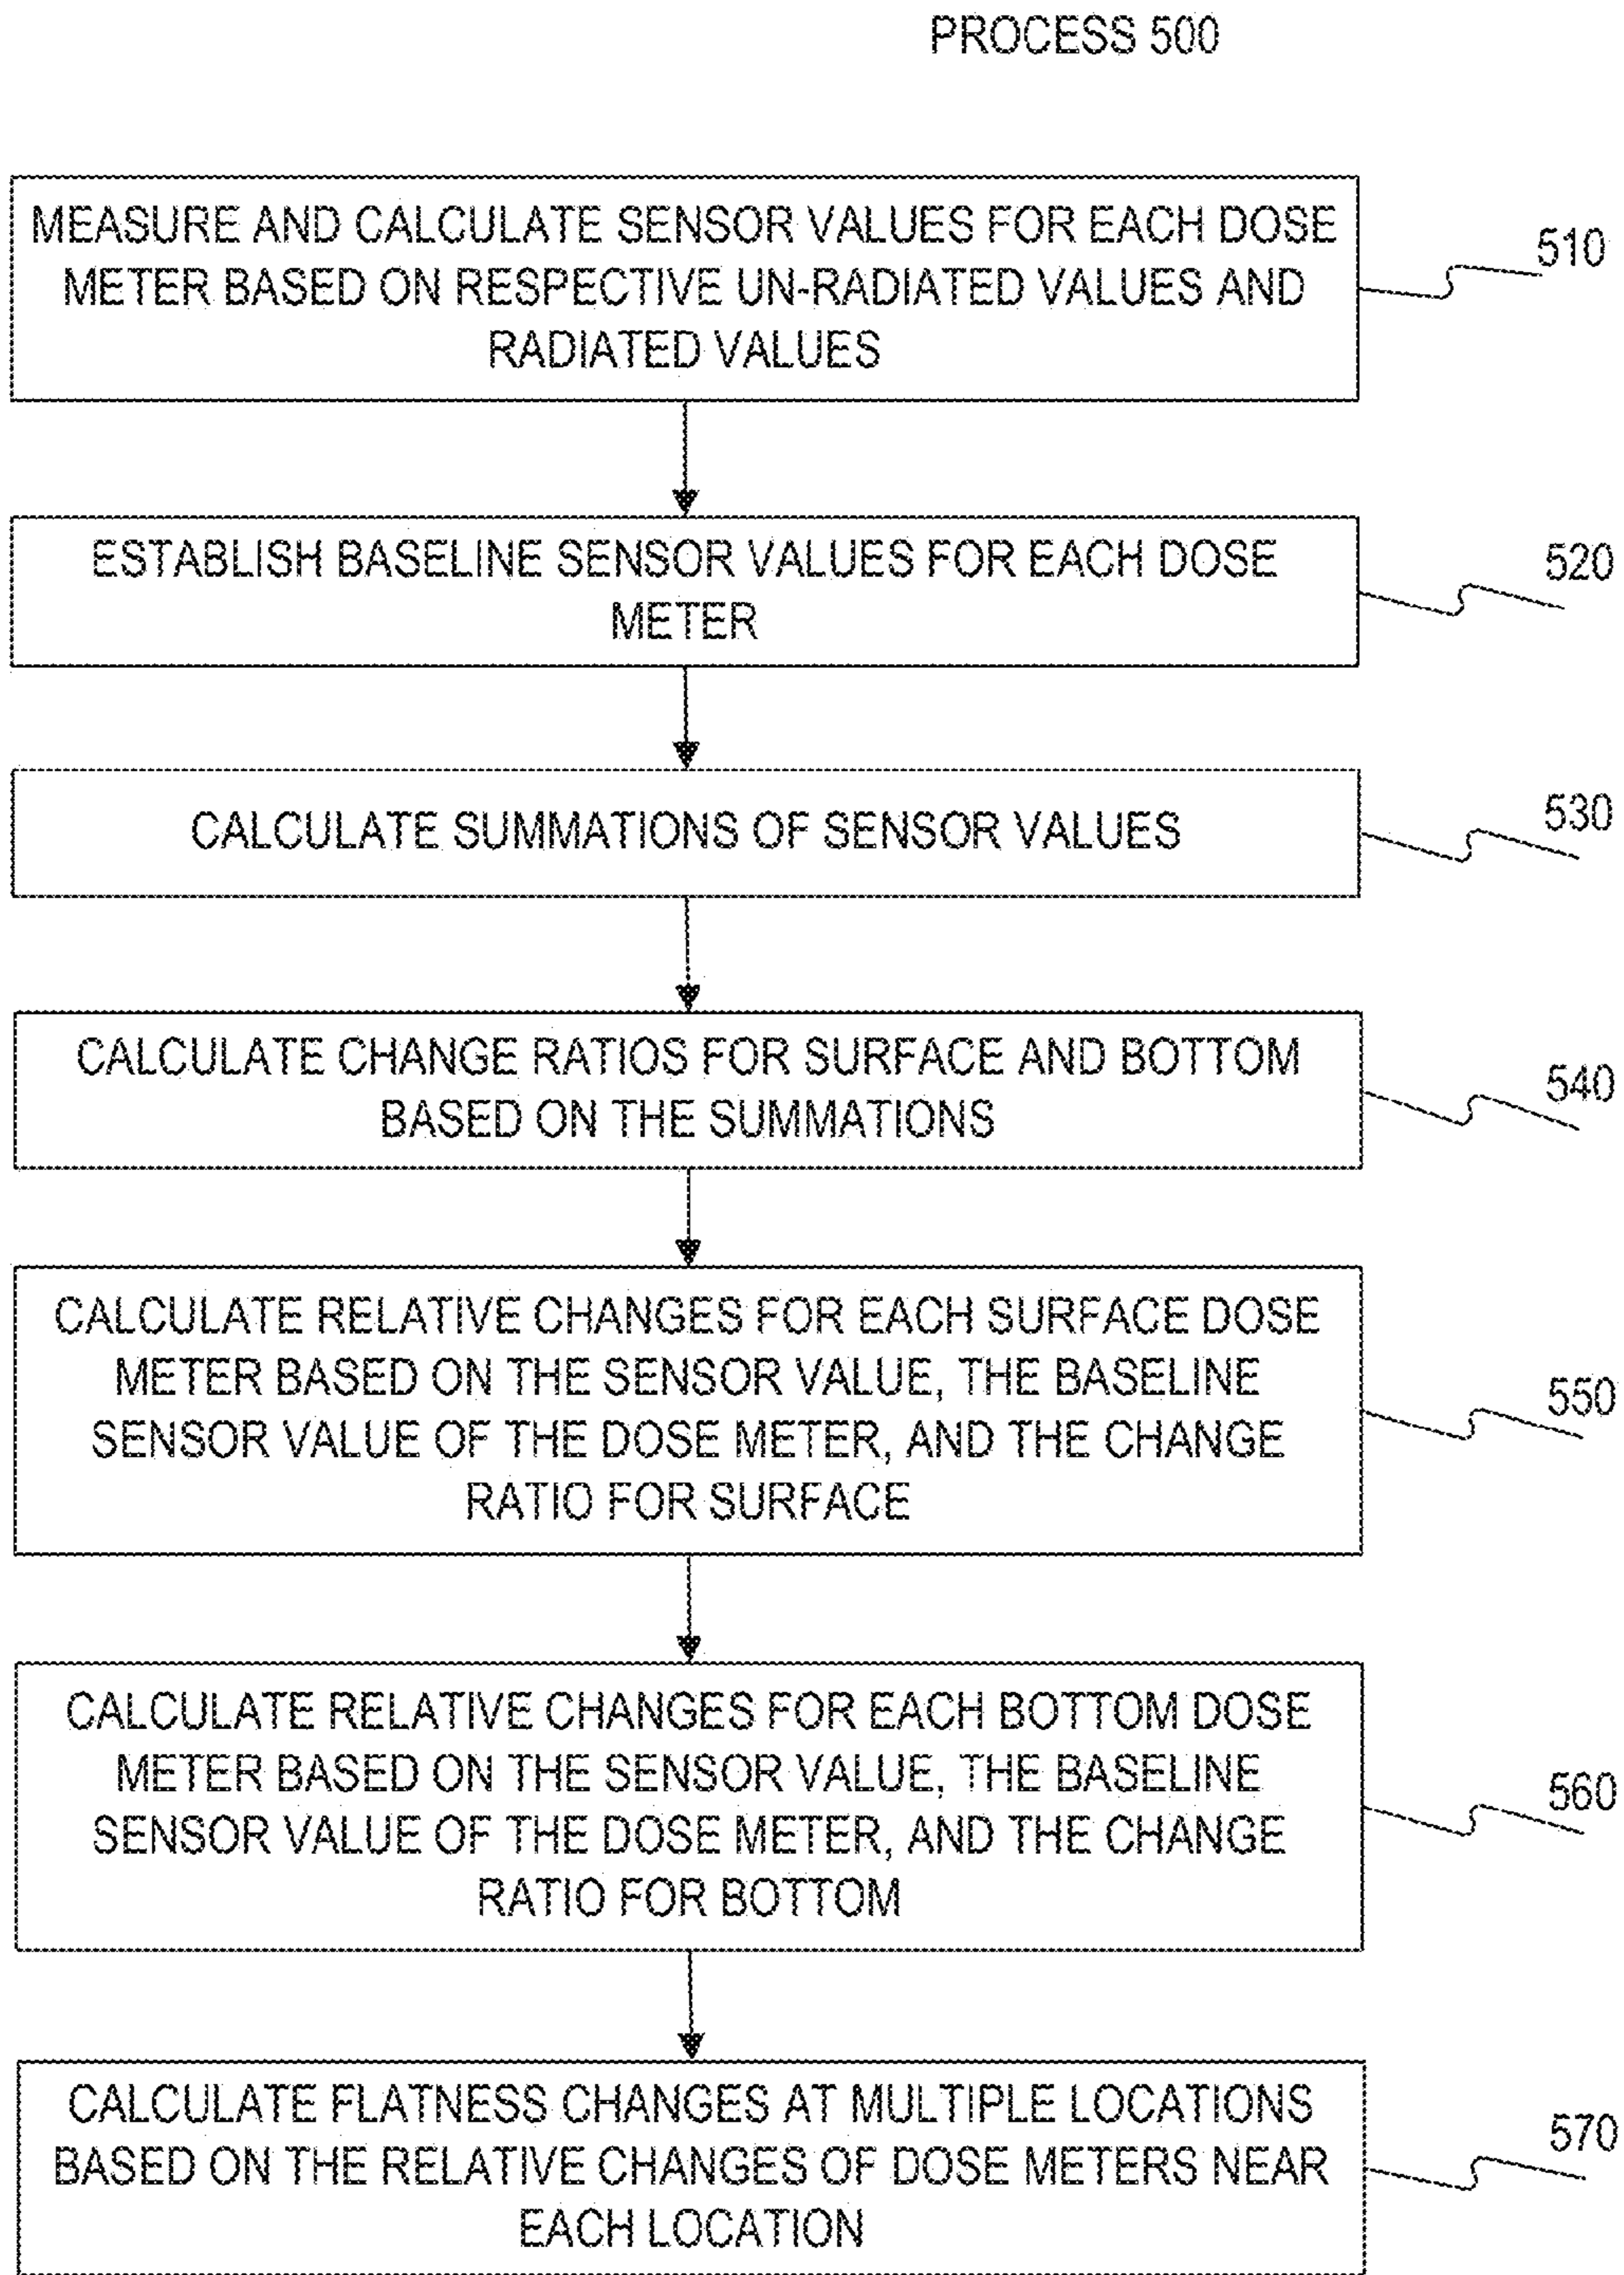 PROCESS 500
MEASURE AND CALCULATE SENSOR VALUES FOR EACH DOSE
METER BASED ON RESPECTIVE UN-RADIATED VALUES AND
RADIATED VALUES
510
ESTABLISH BASELINE SENSOR VALUES FOR EACH DOSE
METER
520
CALCULATE SUMMATIONS OF SENSOR VALUES
530
CALCULATE CHANGE RATIOS FOR SURFACE AND BOTTOM
BASED ON THE SUMMATIONS
540
CALCULATE RELATIVE CHANGES FOR EACH SURFACE DOSE
METER BASED ON THE SENSOR VALUE, THE BASELINE
SENSOR VALUE OF THE DOSE METER, AND THE CHANGE
RATIO FOR SURFACE
550
CALCULATE RELATIVE CHANGES FOR EACH BOTTOM DOSE
METER BASED ON THE SENSOR VALUE, THE BASELINE
SENSOR VALUE OF THE DOSE METER, AND THE CHANGE
RATIO FOR BOTTOM
560
CALCULATE FLATNESS CHANGES AT MULTIPLE LOCATIONS
BASED ON THE RELATIVE CHANGES OF DOSE METERS NEAR
EACH LOCATION
570